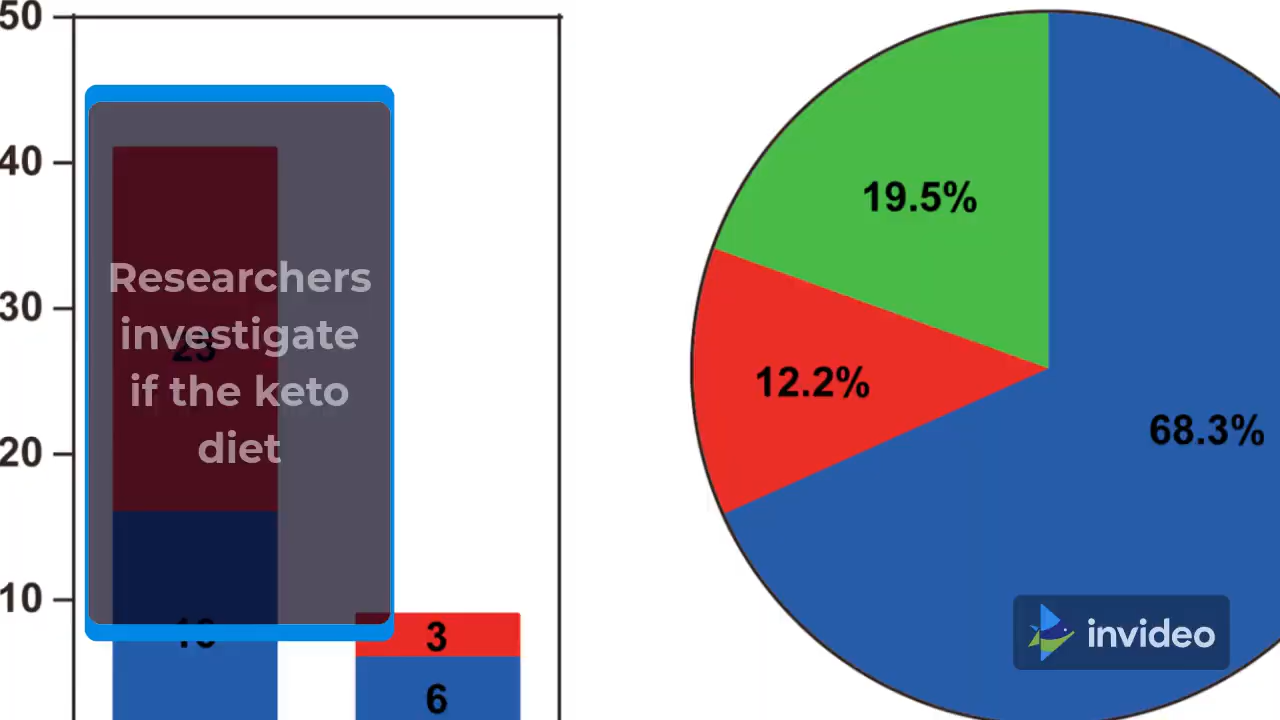 50
40
30
20
10
Researchers
investigate
if the keto
diet
3
6
19.5%
12.2%
68.3%
invideo